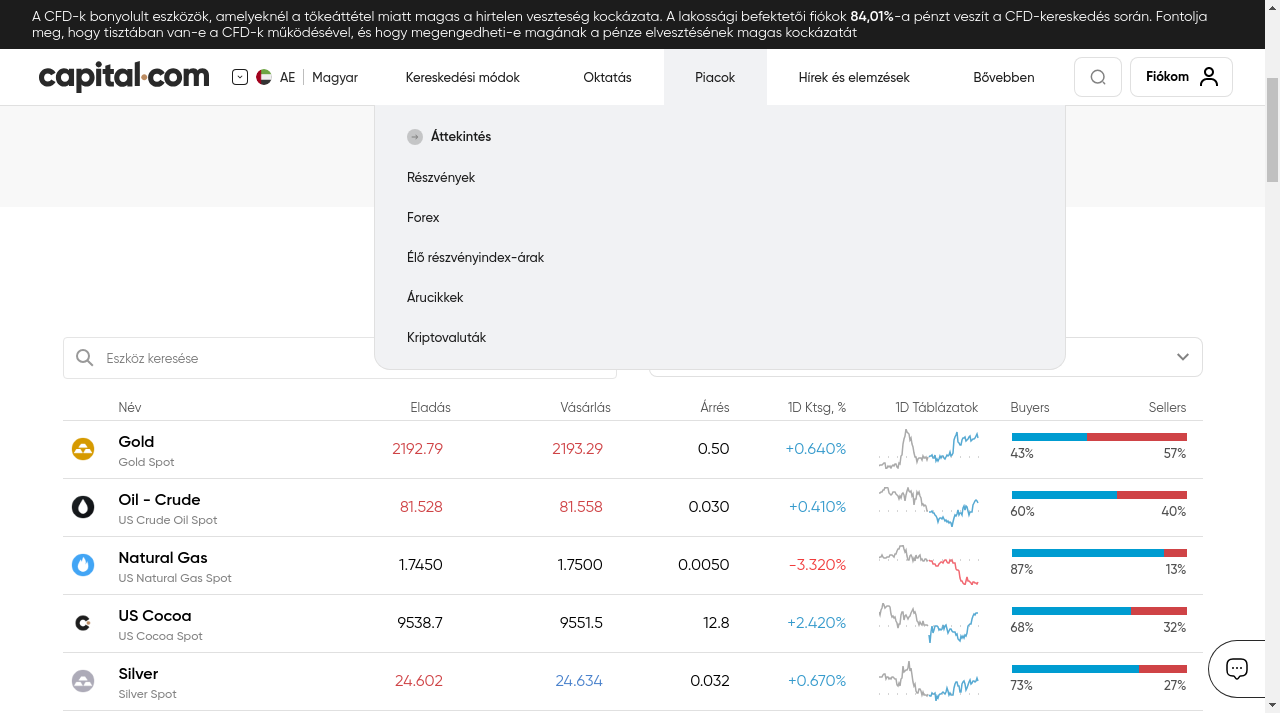 A CFD-k bonyolult eszközök, amelyeknél a tőkeáttétel miatt magas a hirtelen veszteség kockázata. A lakossági befektetői fiókok 84,01%-a pénzt veszít a CFD-kereskedés során. Fontolja
meg, hogy tisztában van-e a CFD-k működésével, és hogy megengedheti-e magának a pénze elvesztésének magas kockázatát
capital.com AE Magyar Kereskedési módok Oktatás Piacok Hírek és elemzések Bővebben Fiókom
Áttekintés
Részvények
Forex
Élő részvényindex-árak
Árucikkek
Kriptovaluták
Eszköz keresése
Név Eladás Vásárlás Árrés 1D Ktsg, % 1D Táblázatok Buyers Sellers
Gold 2192.79 2193.29 0.50 +0.640%
Gold Spot 43% 57%
Oil - Crude 81.528 81.558 0.030 +0.410%
US Crude Oil Spot 60% 40%
Natural Gas 1.7450 1.7500 0.0050 -3.320%
US Natural Gas Spot 87% 13%
US Cocoa 9538.7 9551.5 12.8 +2.420%
US Cocoa Spot 68% 32%
Silver 24.602 24.634 0.032 +0.670%
Silver Spot 73% 27%